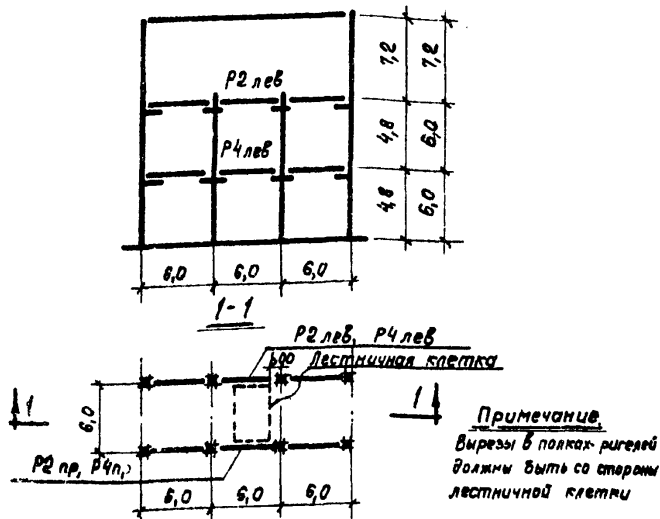 Р2 лев
Р4 лев
7,2 7,2
4,8 6,0
4,8 6,0
6,0 6,0 6,0
1-1
Р2 лев, Р4 лев
Лестничная клетка
1
6,0
1
Р2 пр, Р4п,
6,0 6,0 6,0
Примечание
Вырезы в полках ригелей
должны быть со стороны
лестничной клетки